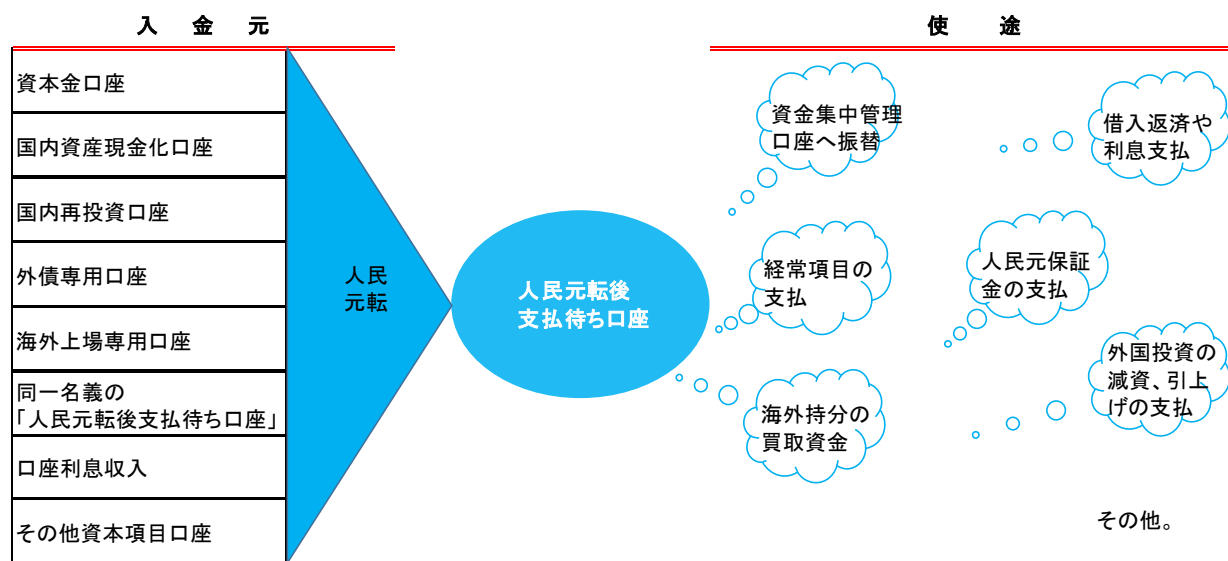 入金元
使途
資本金口座
国内資産現金化口座
国内再投資口座
外債専用口座
海外上場専用口座
同一名義の
「人民元転後支払待ち口座」
口座利息収入
その他資本項目口座
人民
元転
人民元転後
支払待ち口座
資金集中管理
口座へ振替
借入返済や
利息支払
経常項目の
支払
人民元保証
金の支払
海外持分の
買取資金
外国投資の
減資、引上
げの支払
その他。